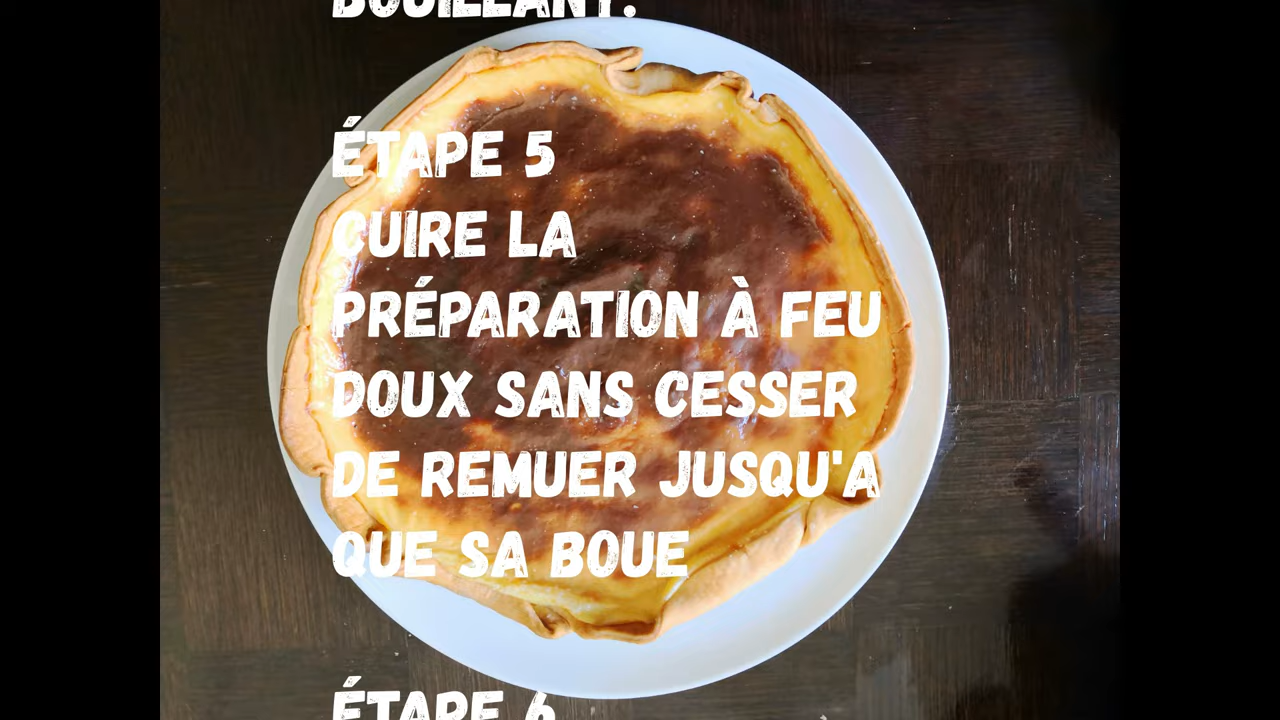 BOUILLANT.
ÉTAPE 5
CUIRE LA
PRÉPARATION À FEU
DOUX SANS CESSER
DE REMUER JUSQU'A
QUE SA BOUE
ÉTAPE 6